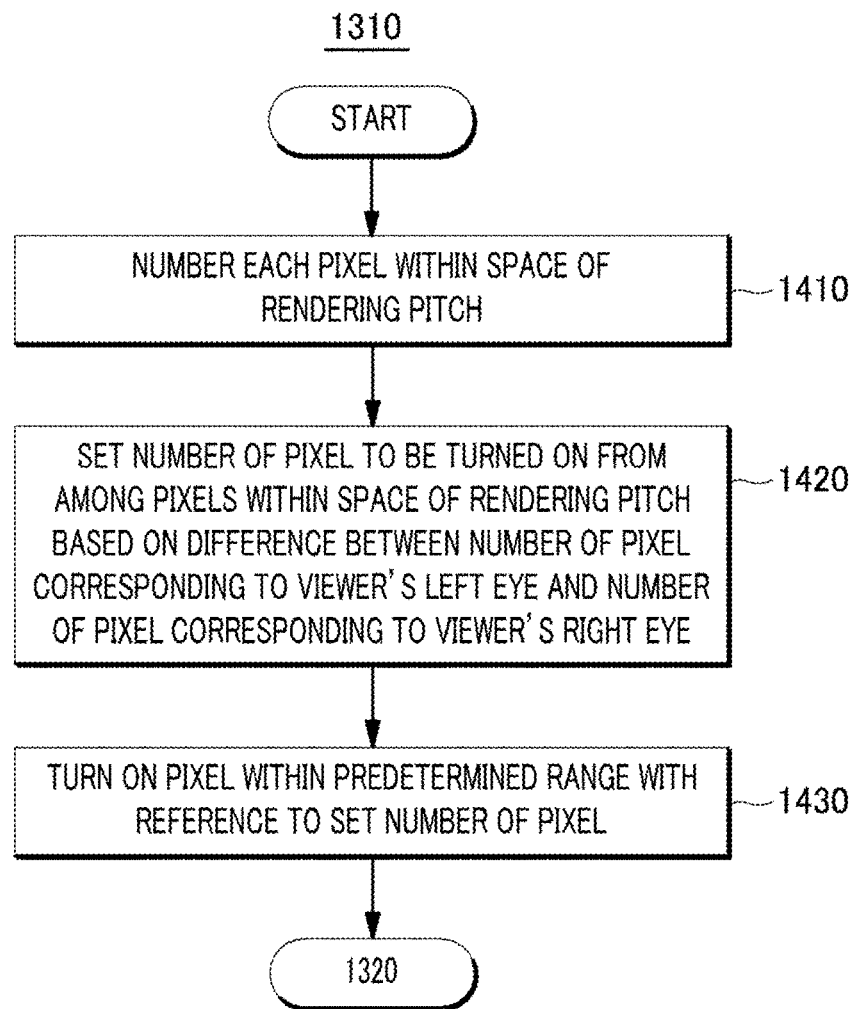 1310
START
NUMBER EACH PIXEL WITHIN SPACE OF
RENDERING PITCH
1410
SET NUMBER OF PIXEL TO BE TURNED ON FROM
AMONG PIXELS WITHIN SPACE OF RENDERING PITCH
BASED ON DIFFERENCE BETWEEN NUMBER OF PIXEL
CORRESPONDING TO VIEWER'S LEFT EYE AND NUMBER
OF PIXEL CORRESPONDING TO VIEWER'S RIGHT EYE
1420
TURN ON PIXEL WITHIN PREDETERMINED RANGE WITH
REFERENCE TO SET NUMBER OF PIXEL
1430
1320